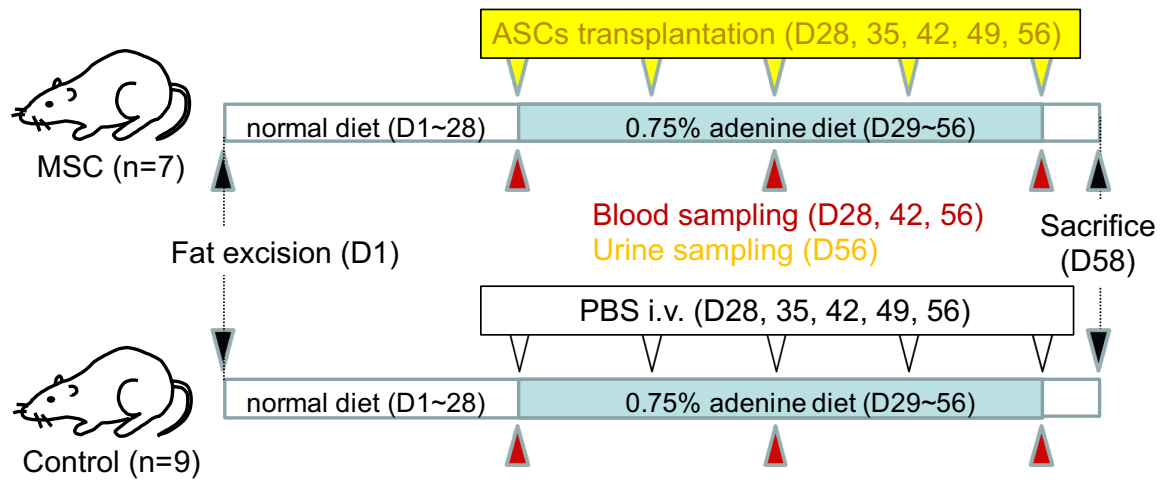 ASCs transplantation (D28, 35, 42, 49, 56)
normal diet (D1~28)
0.75% adenine diet (D29~56)
MSC (n=7)
Blood sampling (D28, 42, 56)
Urine sampling (D56)
Fat excision (D1)
Sacrifice
(D58)
PBS i.v. (D28, 35, 42, 49, 56)
normal diet (D1~28)
0.75% adenine diet (D29~56)
Control (n=9)